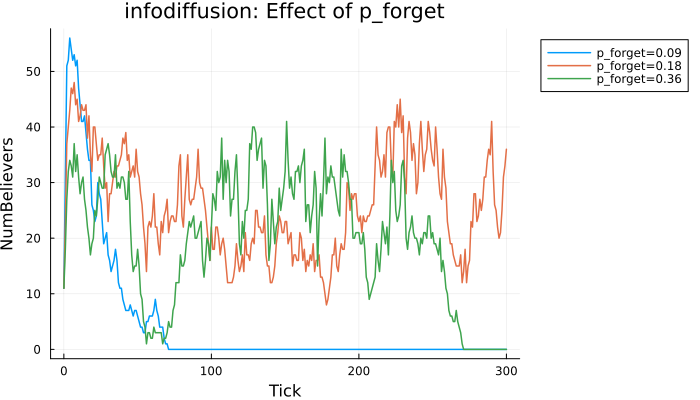 infodiffusion: Effect of p_forget
NumBelievers
50
40
30
20
10
0
0 100 200 300
Tick
p_forget=0.09
p_forget=0.18
p_forget=0.36